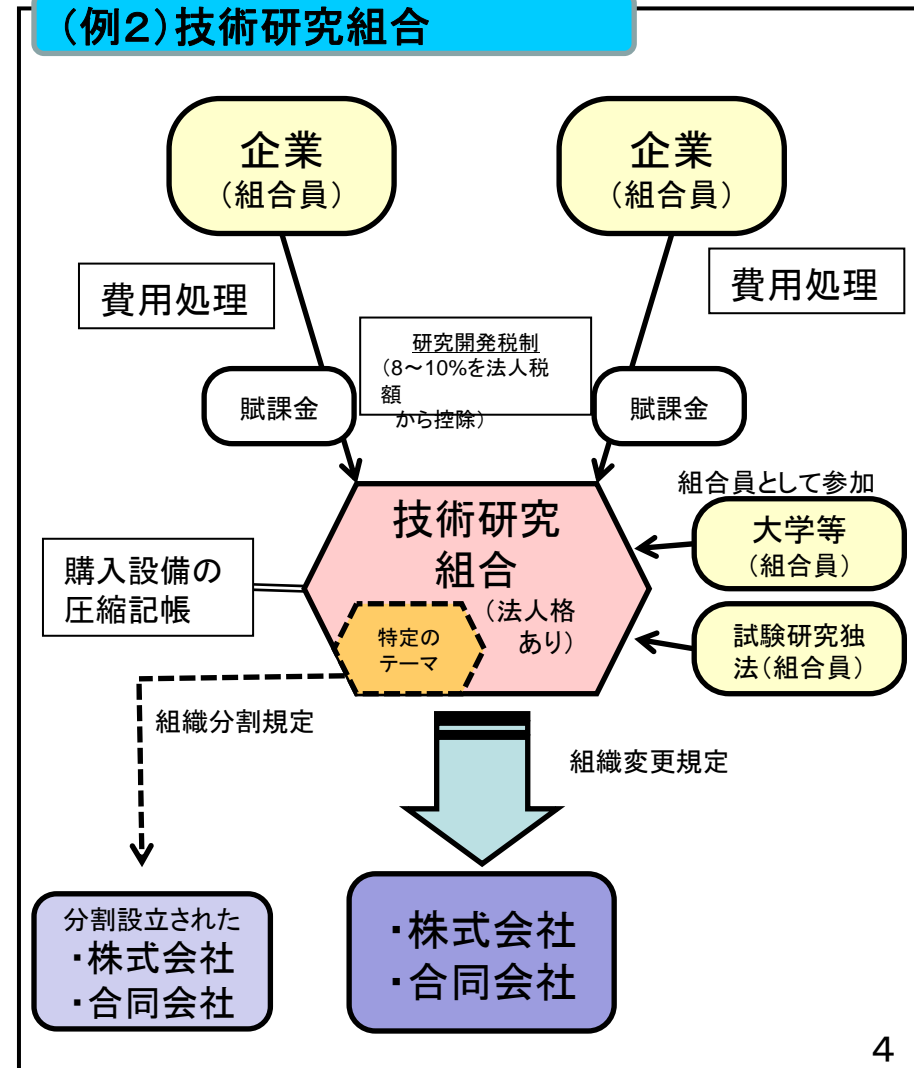 （例２）技術研究組合
企業
（組合員）
企業
（組合員）
費用処理
費用処理
研究開発税制
（8～10%を法人税
額
から控除）
賦課金
賦課金
組合員として参加
技術研究
組合
（法人格
あり）
大学等
（組合員）
購入設備の
圧縮記帳
特定の
テーマ
試験研究独
法（組合員）
組織分割規定
組織変更規定
分割設立された
・株式会社
・合同会社
・株式会社
・合同会社
４